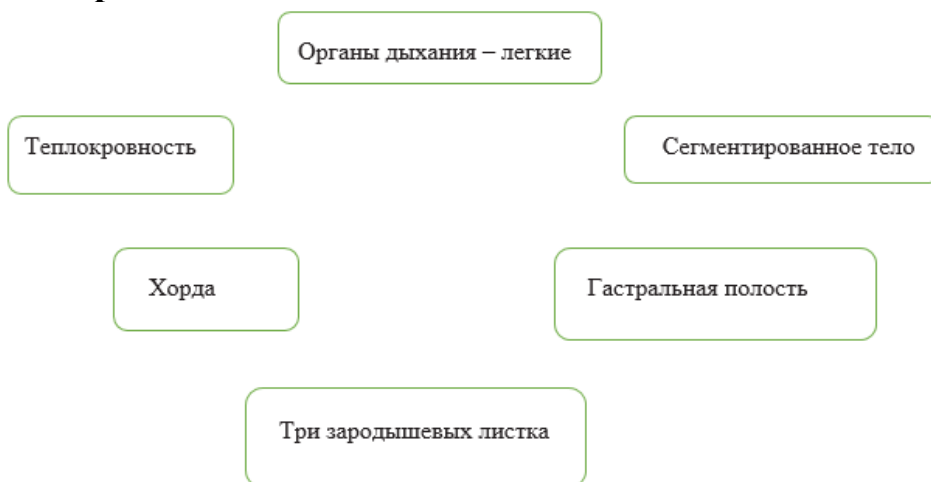 Органы дыхания – легкие
Теплокровность
Сегментированное тело
Хорда
Гастральная полость
Три зародышевых листка